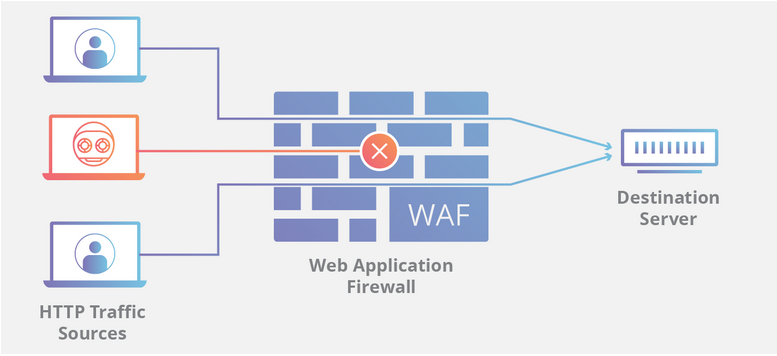 WAF
Web Application
Firewall
Destination
Server
HTTP Traffic
Sources